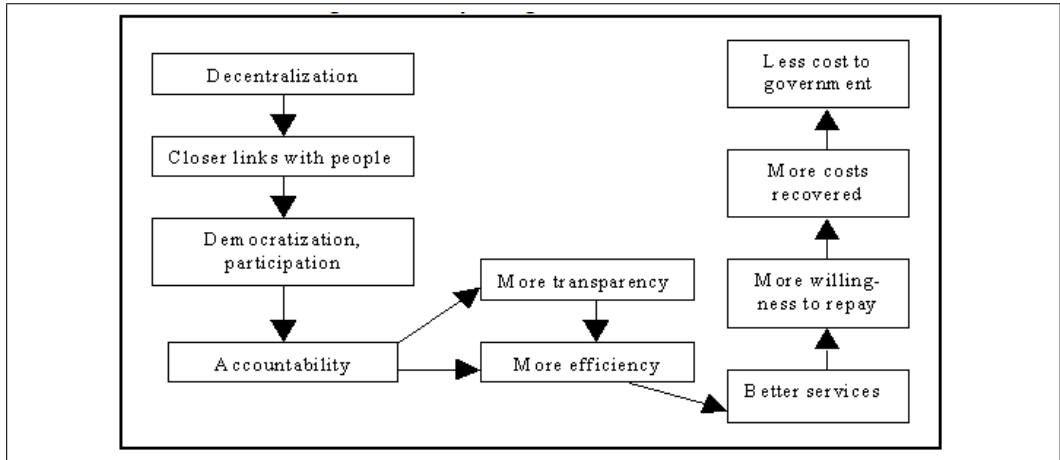 Decentralization
Closer links with people
Democratization,
participation
Accountability
More transparency
More efficiency
Better services
More willing-
ness to repay
More costs
recovered
Less cost to
government